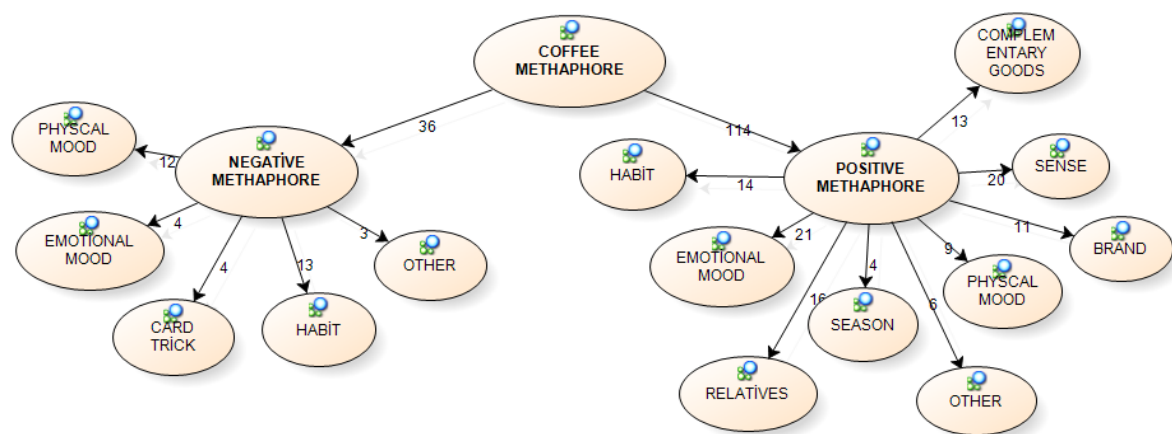 COFFEE
METHAPHORE
36
114
NEGATİVE
METHAPHORE
12
PHYSCAL
MOOD
4
EMOTIONAL
MOOD
4
CARD
TRİCK
13
HABİT
3
OTHER
POSITIVE
METHAPHORE
13
COMPLEM
ENTARY
GOODS
20
SENSE
11
BRAND
9
PHYSCAL
MOOD
6
OTHER
4
SEASON
16
RELATİVES
21
EMOTIONAL
MOOD
14
HABİT